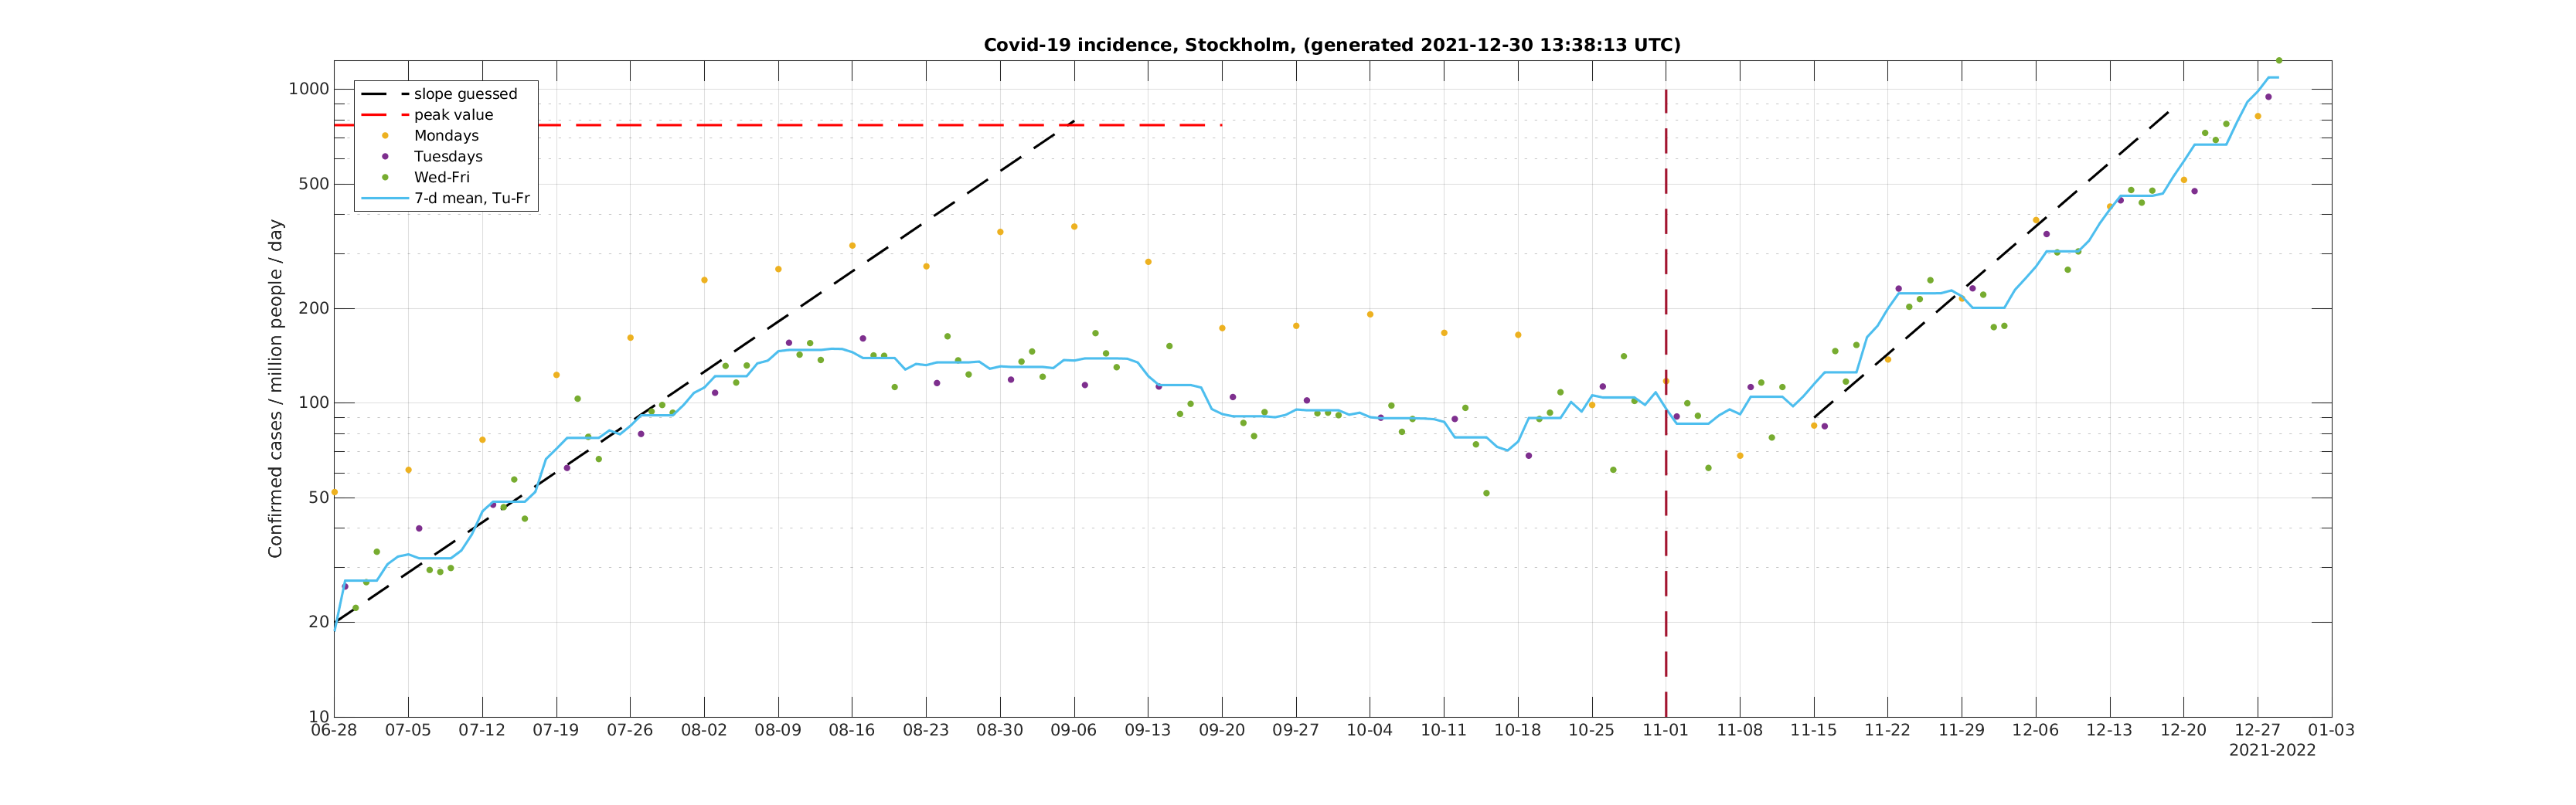 Covid-19 incidence, Stockholm, (generated 2021-12-30 13:38:13 UTC)
Confirmed cases / million people / day
1000
500
200
100
50
20
10
slope guessed
peak value
Mondays
Tuesdays
Wed-Fri
7-d mean, Tu-Fr
06-28 07-05 07-12 07-19 07-26 08-02 08-09 08-16 08-23 08-30 09-06 09-13 09-20 09-27 10-04 10-11 10-18 10-25 11-01 11-08 11-15 11-22 11-29 12-06 12-13 12-20 12-27 01-03
2021-2022